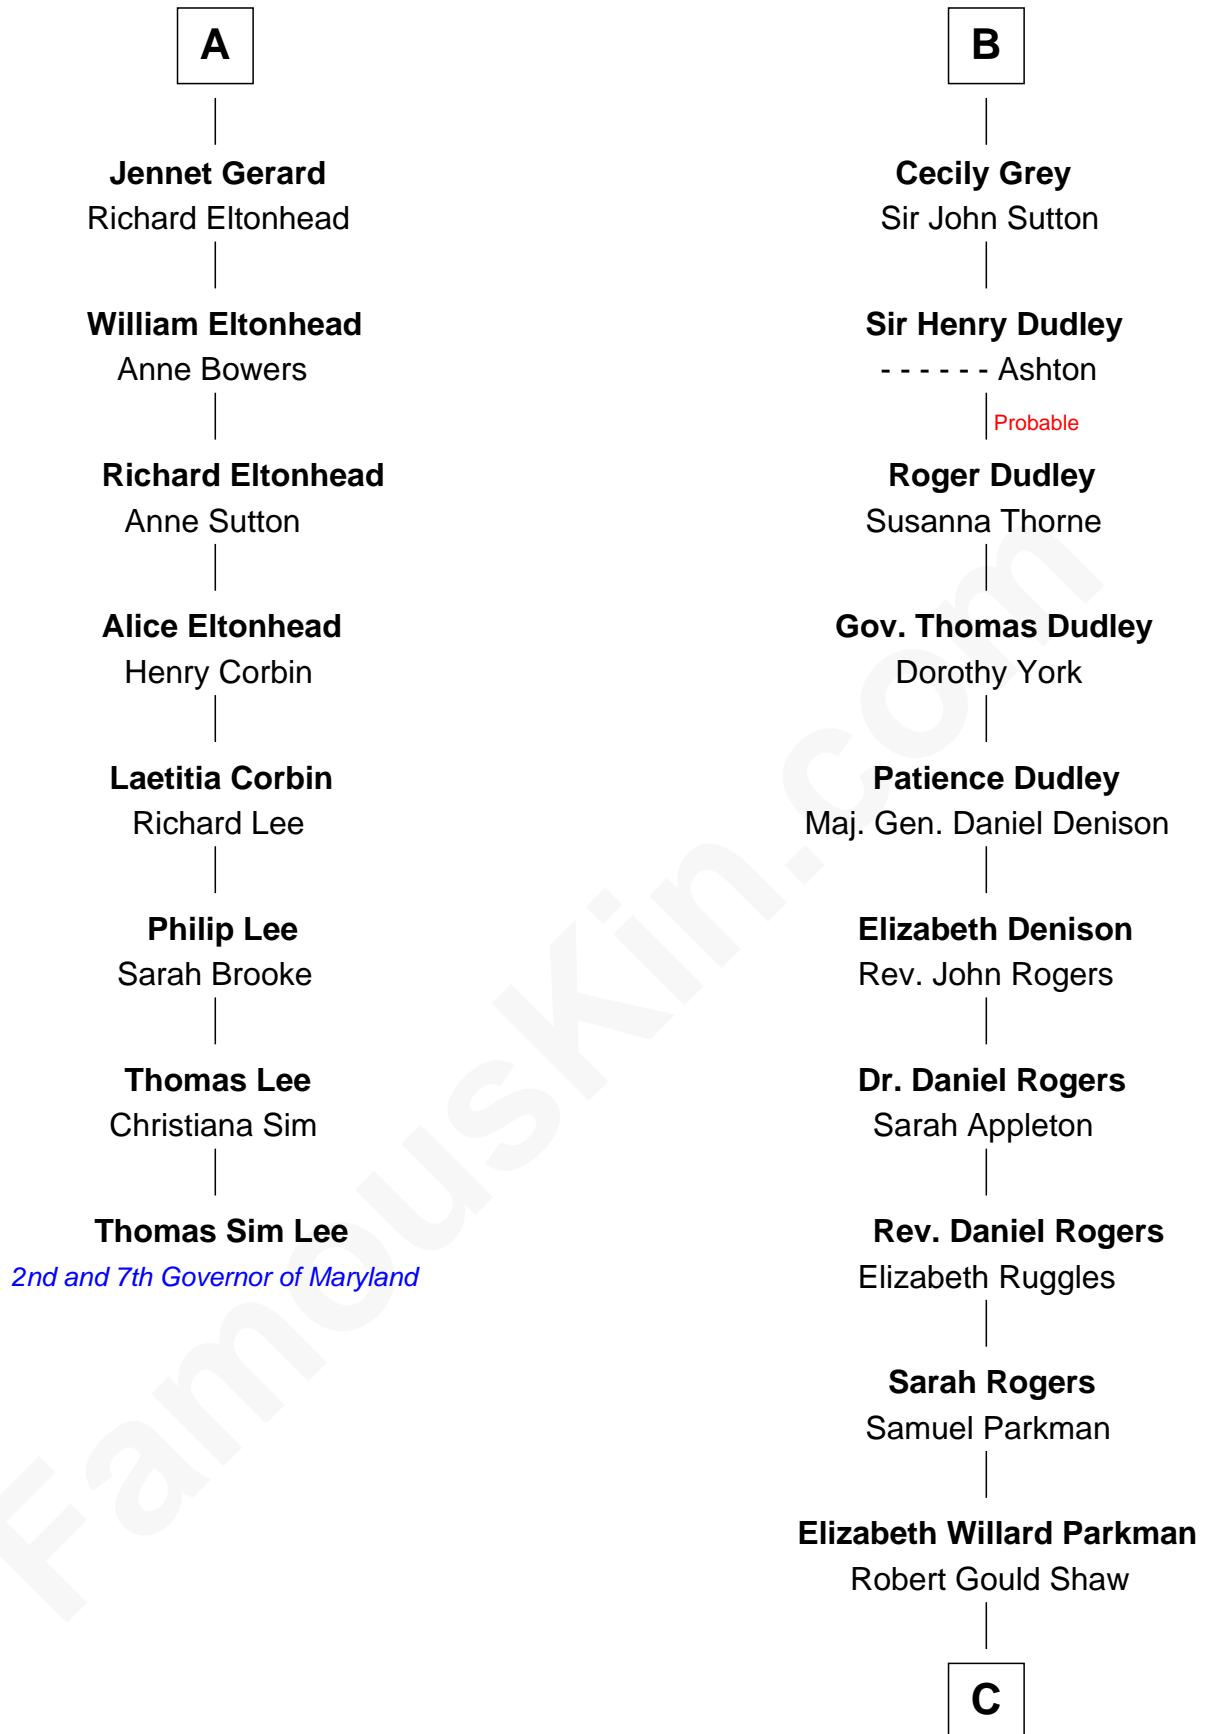 A
Jennet Gerard
Richard Eltonhead
William Eltonhead
Anne Bowers
Richard Eltonhead
Anne Sutton
Alice Eltonhead
Henry Corbin
Laetitia Corbin
Richard Lee
Philip Lee
Sarah Brooke
Thomas Lee
Christiana Sim
Thomas Sim Lee
2nd and 7th Governor of Maryland
B
Cecily Grey
Sir John Sutton
Sir Henry Dudley
- - - - - - Ashton
Probable
Roger Dudley
Susanna Thorne
Gov. Thomas Dudley
Dorothy York
Patience Dudley
Maj. Gen. Daniel Denison
Elizabeth Denison
Rev. John Rogers
Dr. Daniel Rogers
Sarah Appleton
Rev. Daniel Rogers
Elizabeth Ruggles
Sarah Rogers
Samuel Parkman
Elizabeth Willard Parkman
Robert Gould Shaw
C
FamousKin.com